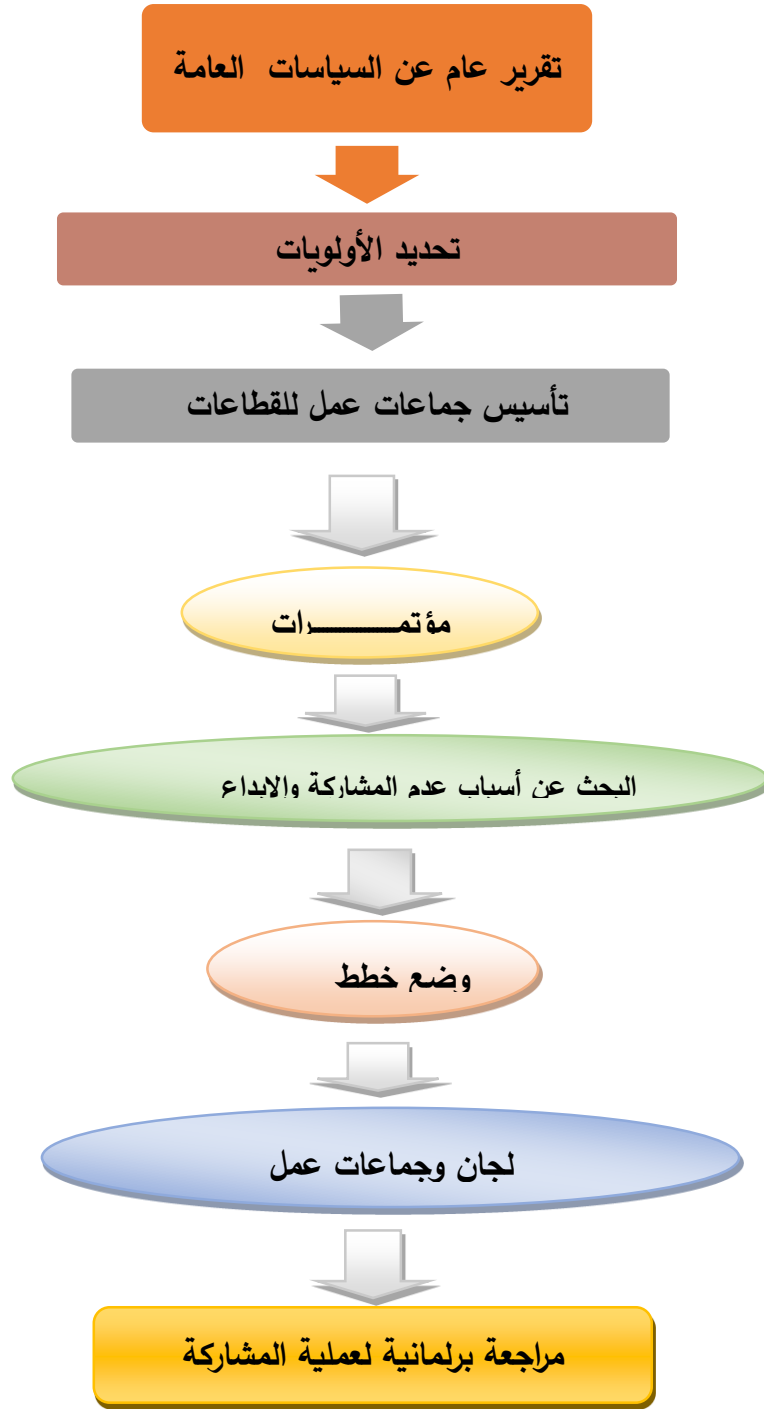 تقرير عام عن السياسات العامة
تحديد الأولويات
تأسيس جماعات عمل للقطاعات
مؤتمـــــــــرات
البحث عن أسباب عدم المشاركة والابداع
وضع خطط
لجان وجماعات عمل
مراجعة برلمانية لعملية المشاركة